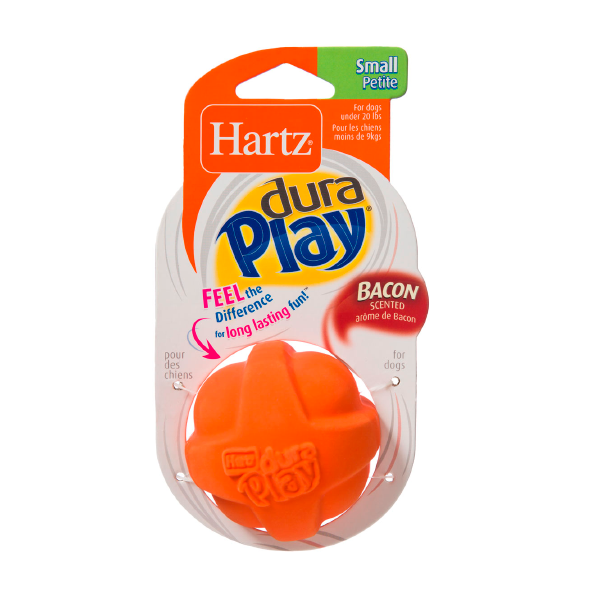 Small
Petite
For dogs
under 20 lbs
Pour les chiens
moins de 9kgs
Hartz®
dura
Play®
FEEL the
Difference
for long lasting fun!™
BACON
SCENTED
arôme de Bacon
pour
des
chiens
for
dogs
Hartz dura
Play